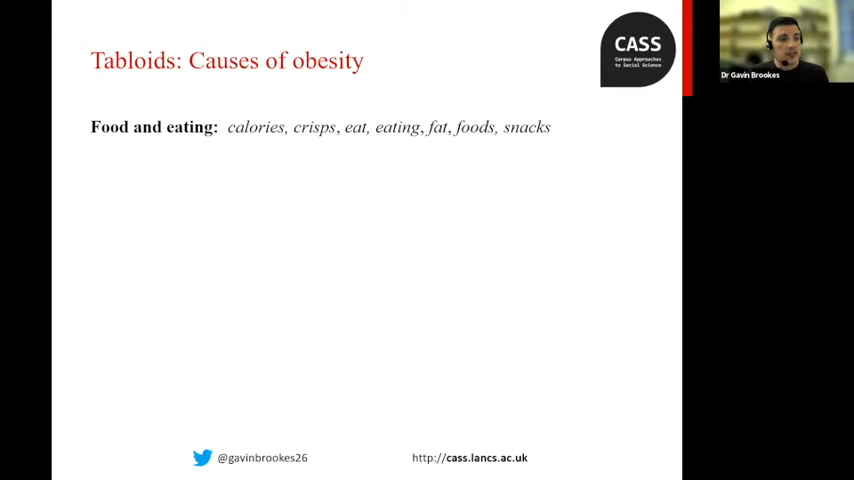 Tabloids: Causes of obesity
CASS
Corpus Approaches
to Social Science
Dr Gavin Brookes
Food and eating: calories, crisps, eat, eating, fat, foods, snacks
@gavinbrookes26
http://cass.lancs.ac.uk